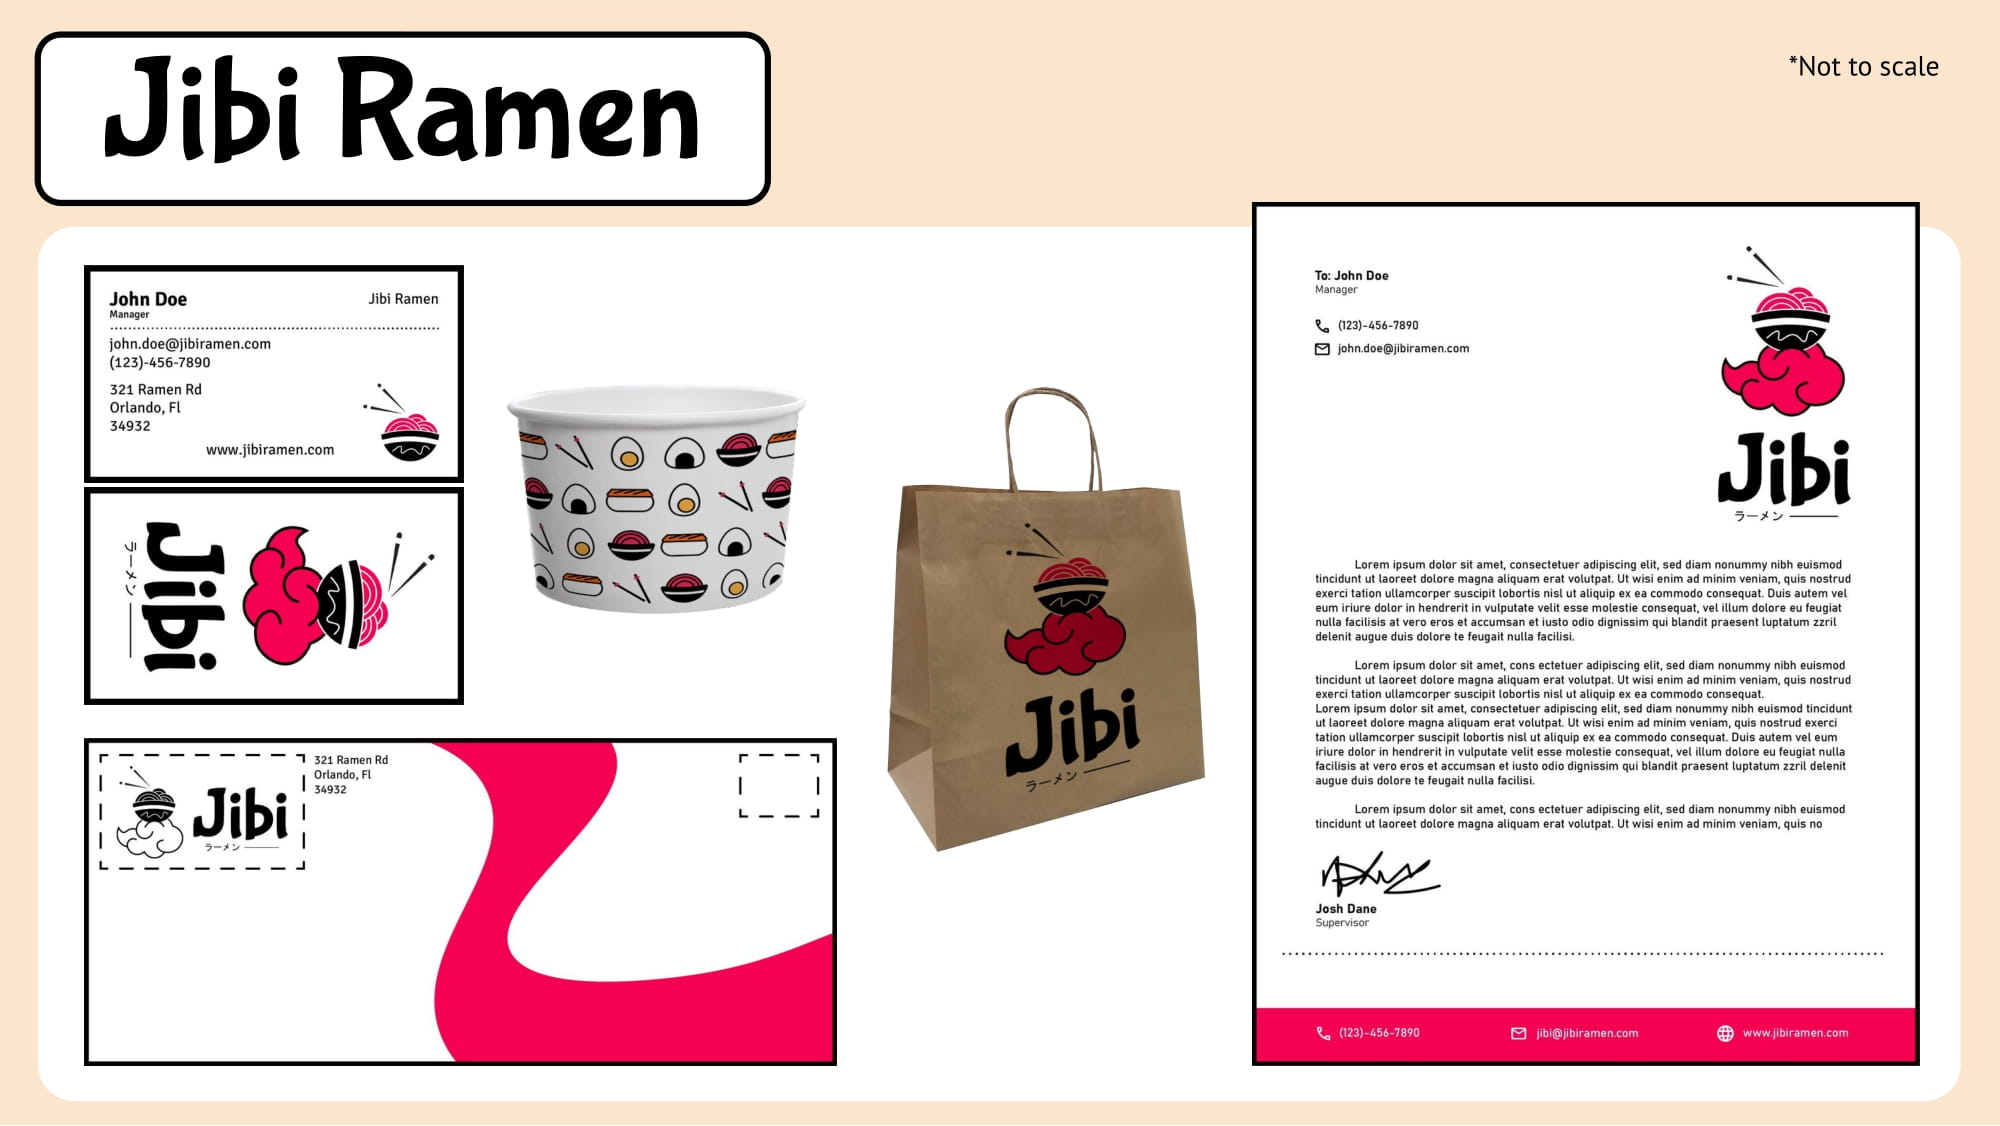 Jibi Ramen
*Not to scale
John Doe
Manager
Jibi Ramen
john.doe@jibiramen.com
(123)-456-7890
321 Ramen Rd
Orlando, Fl
34932
www.jibiramen.com
Jibi
ラーメン
Jibi
ラーメン
321 Ramen Rd
Orlando, Fl
34932
Jibi
ラーメン
To: John Doe
Manager
(123)-456-7890
john.doe@jibiramen.com
Jibi
ラーメン
Lorem ipsum dolor sit amet, consectetuer adipiscing elit, sed diam nonummy nibh euismod
tincidunt ut laoreet dolore magna aliquam erat volutpat. Ut wisi enim ad minim veniam, quis nostrud
exerci tation ullamcorper suscipit lobortis nisl ut aliquip ex ea commodo consequat. Duis autem vel
eum iriure dolor in hendrerit in vulputate velit esse molestie consequat, vel illum dolore eu feugiat
nulla facilisis at vero eros et accumsan et iusto odio dignissim qui blandit praesent luptatum zzril
delenit augue duis dolore te feugait nulla facilisi.
Lorem ipsum dolor sit amet, cons ectetuer adipiscing elit, sed diam nonummy nibh euismod
tincidunt ut laoreet dolore magna aliquam erat volutpat. Ut wisi enim ad minim veniam, quis nostrud
exerci tation ullamcorper suscipit lobortis nisl ut aliquip ex ea commodo consequat.
Lorem ipsum dolor sit amet, consectetuer adipiscing elit, sed diam nonummy nibh euismod tincidunt
ut laoreet dolore magna aliquam erat volutpat. Ut wisi enim ad minim veniam, quis nostrud exerci
tation ullamcorper suscipit lobortis nisl ut aliquip ex ea commodo consequat. Duis autem vel eum
iriure dolor in hendrerit in vulputate velit esse molestie consequat, vel illum dolore eu feugiat nulla
facilisis at vero eros et accumsan et iusto odio dignissim qui blandit praesent luptatum zzril delenit
augue duis dolore te feugait nulla facilisi.
Lorem ipsum dolor sit amet, cons ectetuer adipiscing elit, sed diam nonummy nibh euismod
tincidunt ut laoreet dolore magna aliquam erat volutpat. Ut wisi enim ad minim veniam, quis no
Josh Dane
Supervisor
(123)-456-7890
jibi@jibiramen.com
www.jibiramen.com